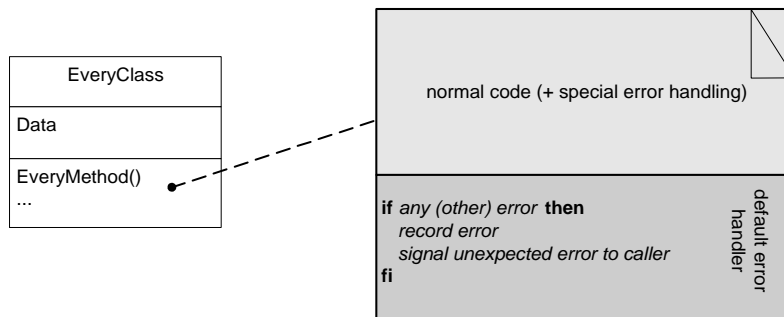 EveryClass
Data
EveryMethod()
...
normal code (+ special error handling)
if any (other) error then
record error
signal unexpected error to caller
fi
default error
handler